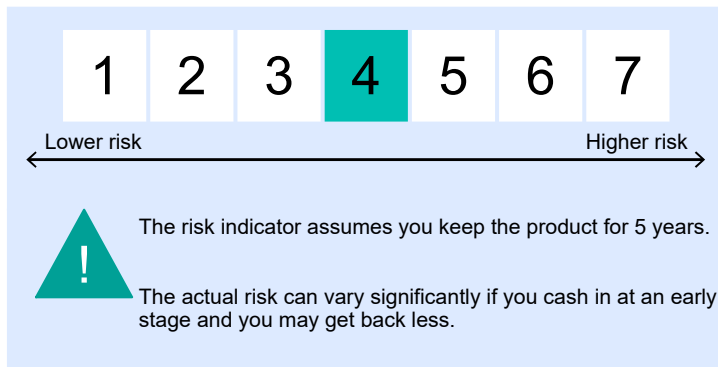 1 2 3 4 5 6 7
Lower risk Higher risk
!
The risk indicator assumes you keep the product for 5 years.
The actual risk can vary significantly if you cash in at an early
stage and you may get back less.